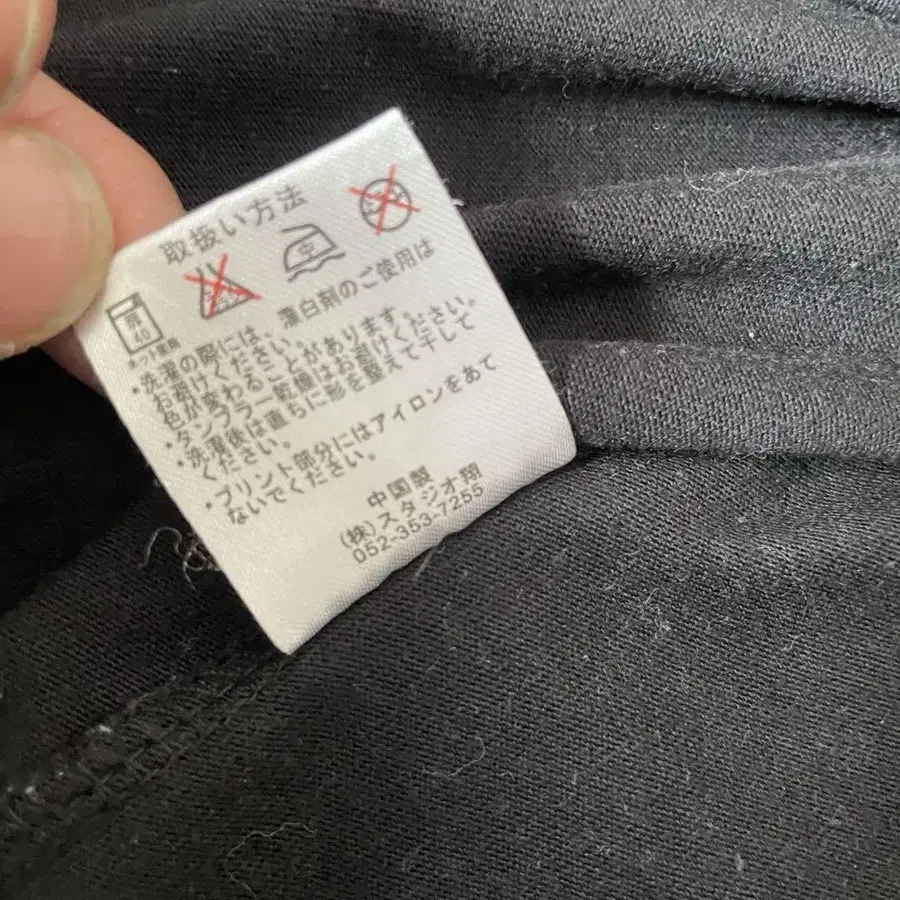 取扱い方法
中
40
ネット使用
・洗濯の際には、漂白剤のご使用は
お避けください。
色が変わることがあります。
・タンブラー乾燥はお避けください。
・洗濯後は直ちに形を整えて干して
ください。
・プリント部分にはアイロンをあて
ないでください。
中国製
(株)スタジオ翔
052-353-7255